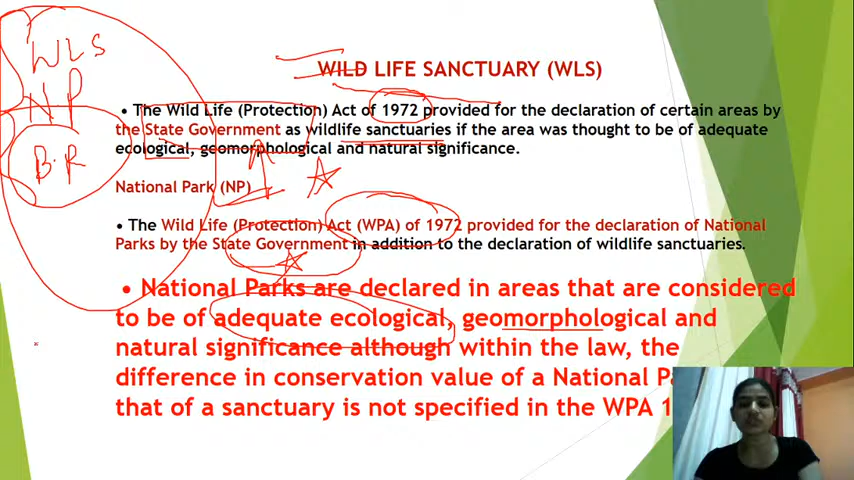 WLS
NP
B.R
WILD LIFE SANCTUARY (WLS)
• The Wild Life (Protection) Act of 1972 provided for the declaration of certain areas by
the State Government as wildlife sanctuaries if the area was thought to be of adequate
ecological, geomorphological and natural significance.
National Park (NP)
• The Wild Life (Protection) Act (WPA) of 1972 provided for the declaration of National
Parks by the State Government in addition to the declaration of wildlife sanctuaries.
• National Parks are declared in areas that are considered
to be of adequate ecological, geomorphological and
natural significance although within the law, the
difference in conservation value of a National
that of a sanctuary is not specified in the WPA